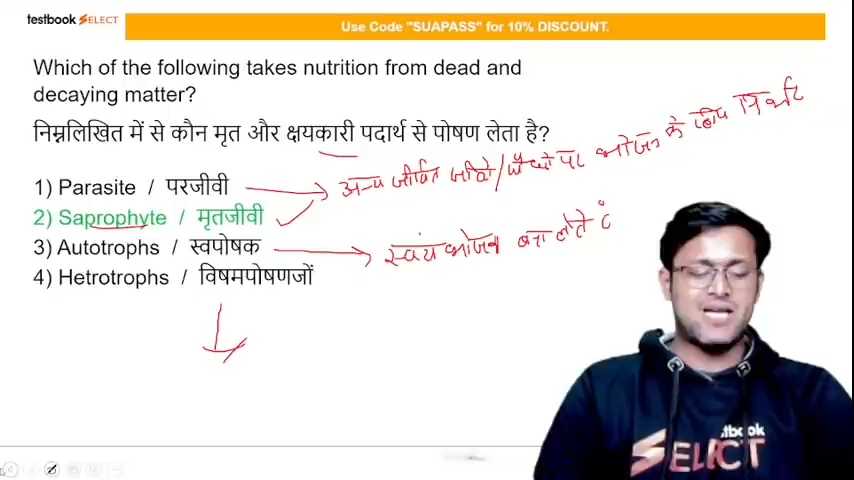 testbook SELECT
Use Code "SUAPASS" for 10% DISCOUNT.
Which of the following takes nutrition from dead and
decaying matter?
निम्नलिखित में से कौन मृत और क्षयकारी पदार्थ से पोषण लेता है?
1) Parasite / परजीवी
अन्य जीवित जीवों/पौधो पर भोजन के लिए निर्भर
2) Saprophyte / मृतजीवी
3) Autotrophs / स्वपोषक
स्वयं भोजन बना लेते
4) Hetrotrophs / विषमपोषणजों
testbook
SELECT